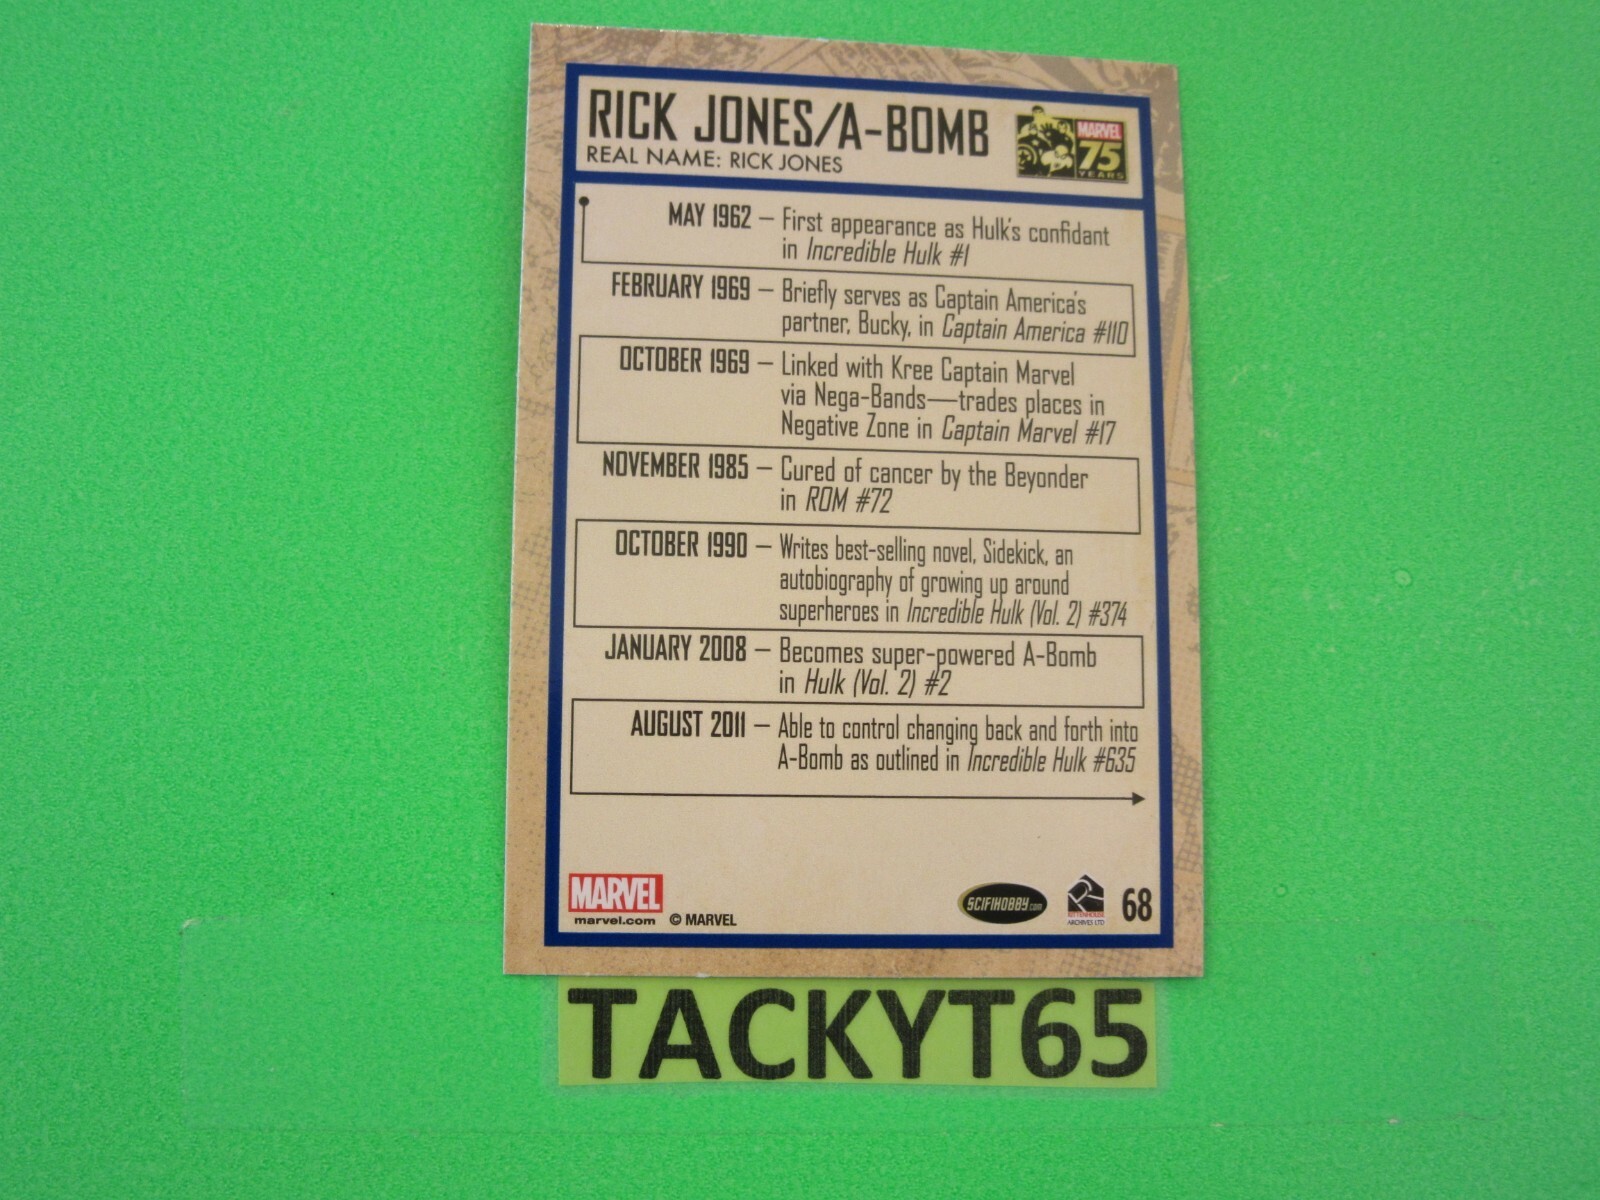 RICK JONES/A-BOMB
REAL NAME: RICK JONES
MARVEL
75
YEARS
MAY 1962 – First appearance as Hulk's confidant
in Incredible Hulk #1
FEBRUARY 1969 – Briefly serves as Captain America's
partner, Bucky, in Captain America #110
OCTOBER 1969 – Linked with Kree Captain Marvel
via Nega-Bands—trades places in
Negative Zone in Captain Marvel #17
NOVEMBER 1985 – Cured of cancer by the Beyonder
in ROM #72
OCTOBER 1990 – Writes best-selling novel, Sidekick, an
autobiography of growing up around
superheroes in Incredible Hulk (Vol. 2) #374
JANUARY 2008 – Becomes super-powered A-Bomb
in Hulk (Vol. 2) #2
AUGUST 2011 – Able to control changing back and forth into
A-Bomb as outlined in Incredible Hulk #635
MARVEL
marvel.com © MARVEL
SCIFIHOBBY.com
RITTENHOUSE
ARCHIVES LTD
68
TACKYT65